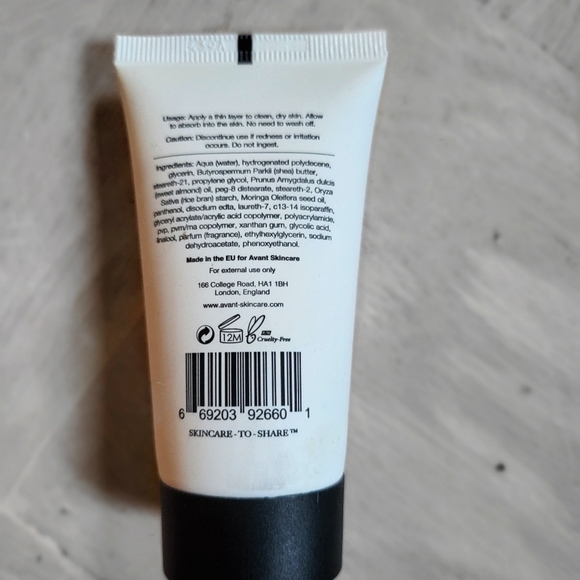 Usage: Apply a thin layer to clean, dry skin. Allow
to absorb into the skin. No need to wash off.
Caution: Discontinue use if redness or irritation
occurs. Do not ingest.
Ingredients: Aqua (water), hydrogenated polydecene,
glycerin, Butyrospermum Parkii (shea) butter,
steareth-21, propylene glycol, Prunus Amygdalus dulcis
(sweet almond) oil, peg-8 distearate, steareth-2, Oryza
Sativa (rice bran) starch, Moringa Oleifera seed oil,
panthenol, disodium edta, laureth-7, c13-14 isoparaffin,
glyceryl acrylate/acrylic acid copolymer, polyacrylamide,
pvp, pvm/ma copolymer, xanthan gum, glycolic acid,
linalool, parfum (fragrance), ethylhexylglycerin, sodium
dehydroacetate, phenoxyethanol.
Made in the EU for Avant Skincare
For external use only
166 College Road, HA1 1BH
London, England
www.avant-skincare.com
12M
Cruelty-Free
6 69203 92660 1
SKINCARE-TO-SHARE™